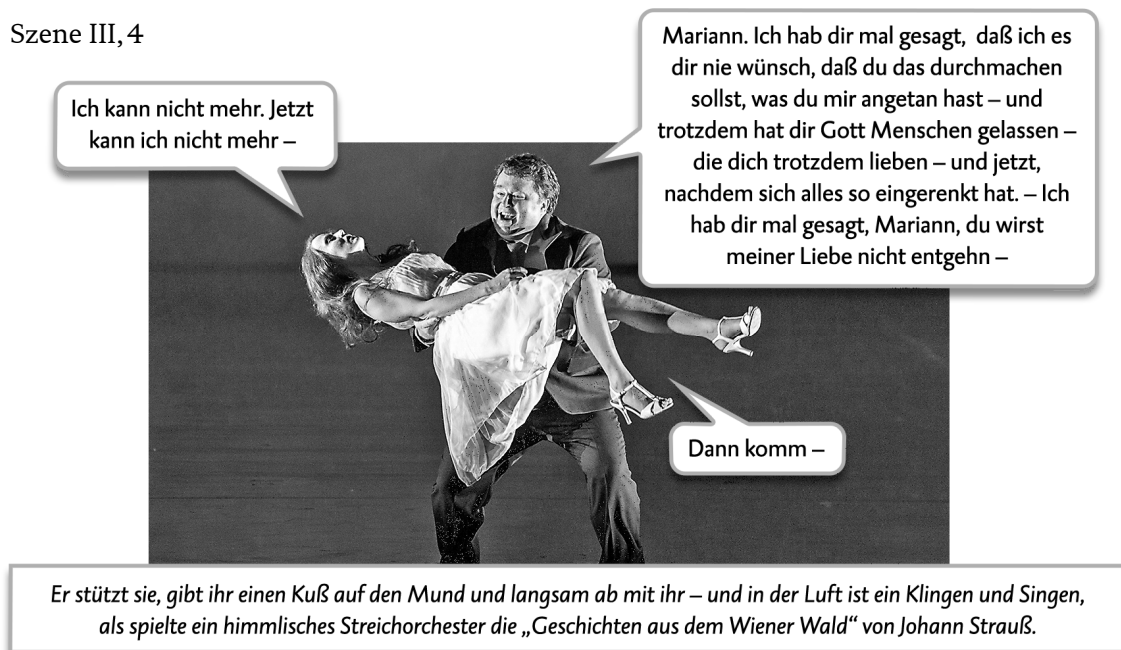 Szene III, 4
Mariann. Ich hab dir mal gesagt, daß ich es
dir nie wünsch, daß du das durchmachen
sollst, was du mir angetan hast – und
trotzdem hat dir Gott Menschen gelassen –
die dich trotzdem lieben – und jetzt,
nachdem sich alles so eingerenkt hat. – Ich
hab dir mal gesagt, Mariann, du wirst
meiner Liebe nicht entgehn –
Ich kann nicht mehr. Jetzt
kann ich nicht mehr –
Dann komm –
Er stützt sie, gibt ihr einen Kuß auf den Mund und langsam ab mit ihr – und in der Luft ist ein Klingen und Singen,
als spielte ein himmlisches Streichorchester die „Geschichten aus dem Wiener Wald“ von Johann Strauß.